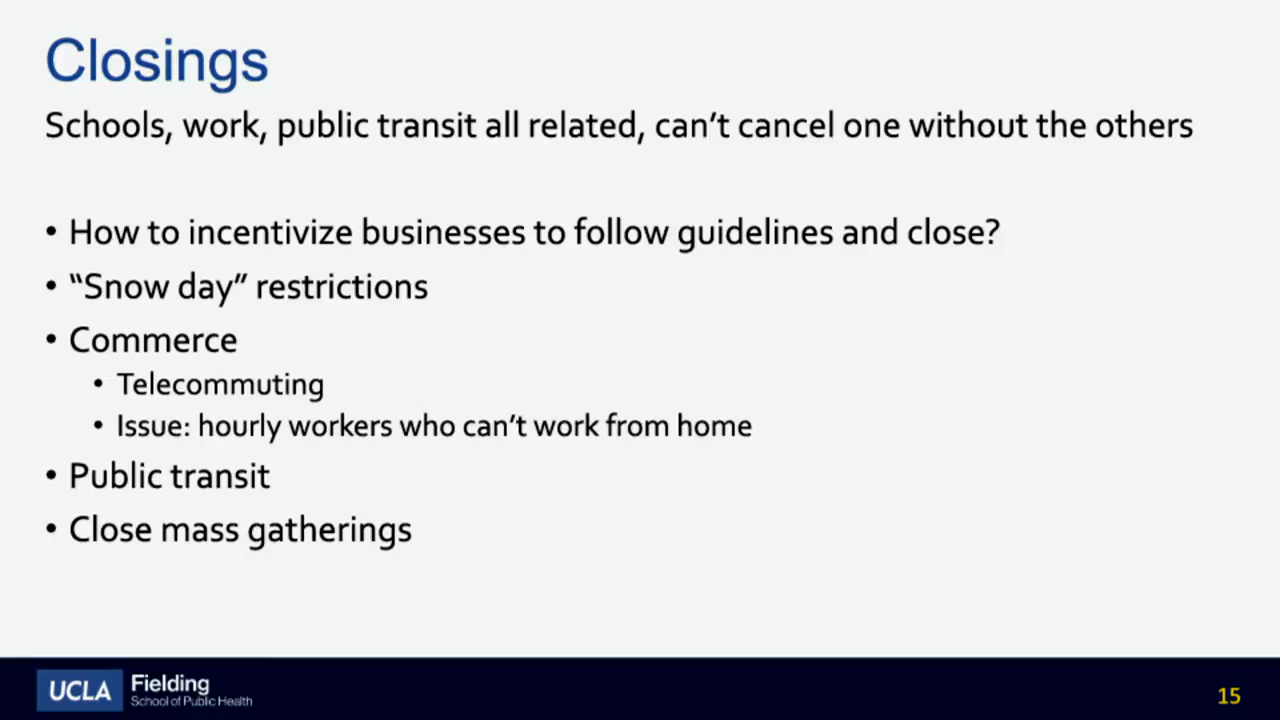 Closings
Schools, work, public transit all related, can’t cancel one without the others
• How to incentivize businesses to follow guidelines and close?
• “Snow day” restrictions
• Commerce
• Telecommuting
• Issue: hourly workers who can’t work from home
• Public transit
• Close mass gatherings
UCLA Fielding
School of Public Health
15